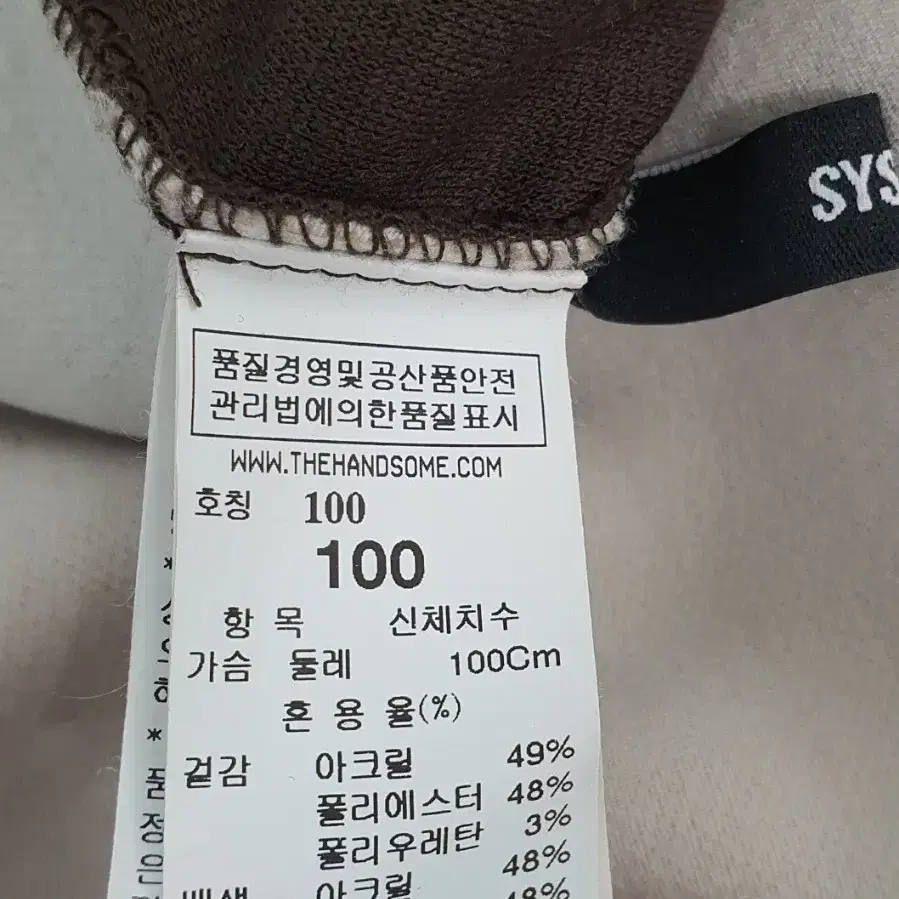 SYS
품질경영및공산품안전
관리법에의한품질표시
WWW.THEHANDSOME.COM
호칭 100
100
항 목 신체치수
가슴 둘레 100Cm
혼 용 율(%)
겉감 아크릴 49%
폴리에스터 48%
폴리우레탄 3%
배색 아크릴 48%
48%
*
*
품
정